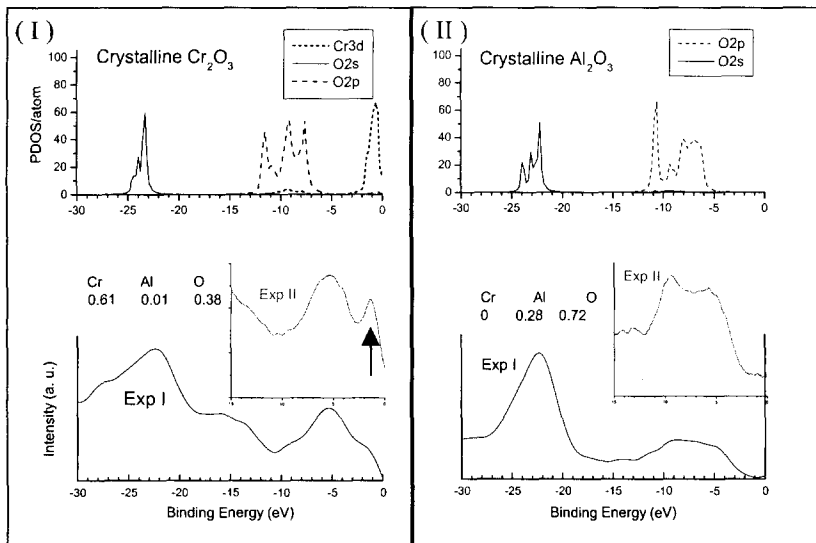 ( I )
Crystalline Cr2O3
Cr3d
O2s
O2p
PDOS/atom
100
80
60
40
20
0
-30 -25 -20 -15 -10 -5 0
Cr Al O
0.61 0.01 0.38
Exp II
Exp I
Intensity (a. u.)
-30 -25 -20 -15 -10 -5 0
Binding Energy (eV)
( II )
Crystalline Al2O3
O2p
O2s
100
80
60
40
20
0
-30 -25 -20 -15 -10 -5 0
Cr Al O
0 0.28 0.72
Exp II
Exp I
-30 -25 -20 -15 -10 -5 0
Binding Energy (eV)